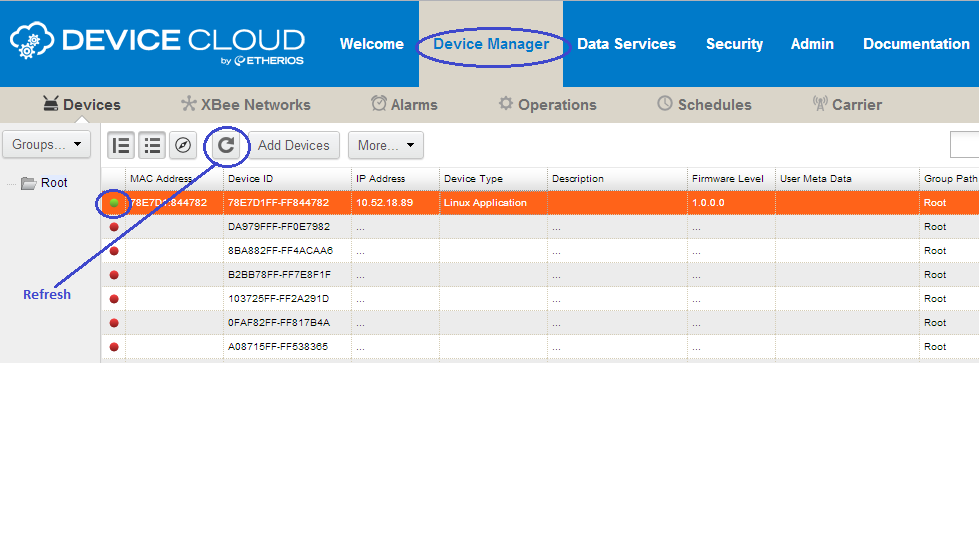 DEVICE CLOUD
by ETHERIOS
Welcome Device Manager Data Services Security Admin Documentation
Devices XBee Networks Alarms Operations Schedules Carrier
Groups... Add Devices More...
Root
MAC Address Device ID IP Address Device Type Description Firmware Level User Meta Data Group Path
78E7D1:844782 78E7D1FF-FF844782 10.52.18.89 Linux Application 1.0.0.0 Root
DA979FFF-FF0E7982 ... ... ... Root
8BA882FF-FF4ACAA6 ... ... ... Root
B2BB78FF-FF7E8F1F ... ... ... Root
103725FF-FF2A291D ... ... ... Root
0FAF82FF-FF817B4A ... ... ... Root
A08715FF-FF538365 ... ... ... Root
Refresh